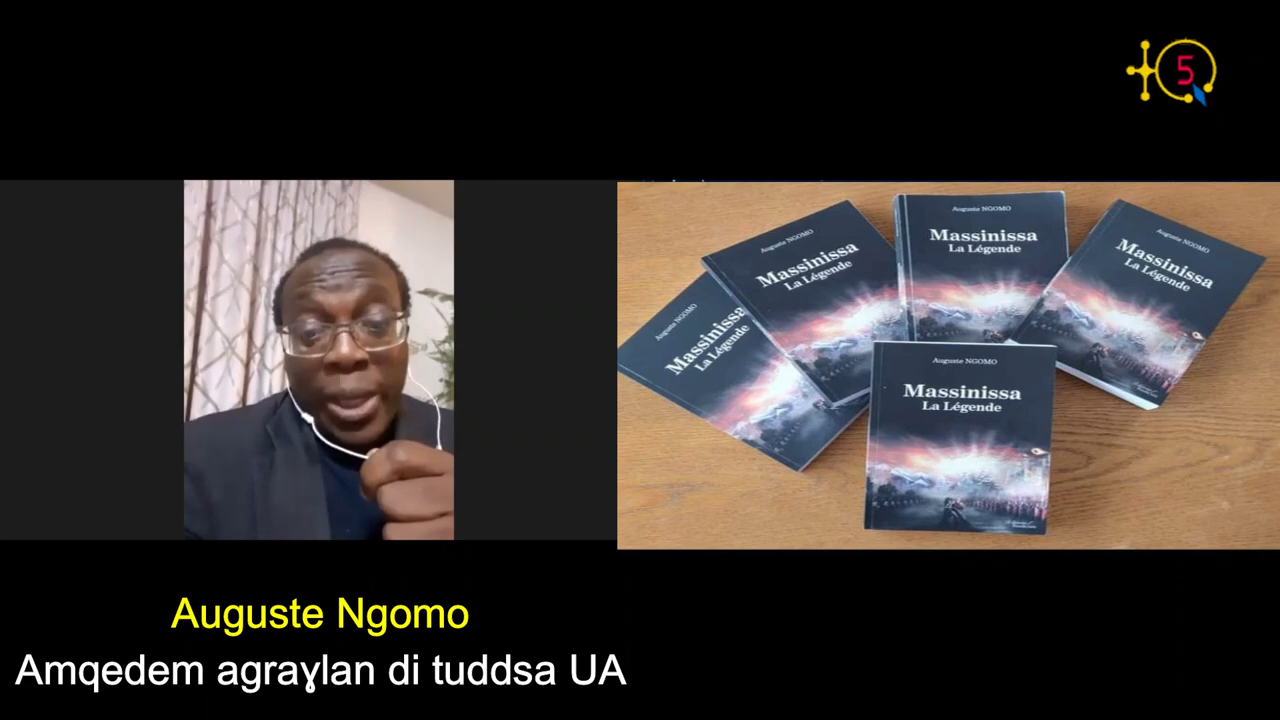 5
Auguste NGOMO
Massinissa
La Légende
Auguste NGOMO
Massinissa
La Légende
Auguste NGOMO
Massinissa
La Légende
Auguste NGOMO
Massinissa
La Légende
Auguste NGOMO
Massinissa
La Légende
Auguste Ngomo
Amqedem agraɣlan di tuddsa UA